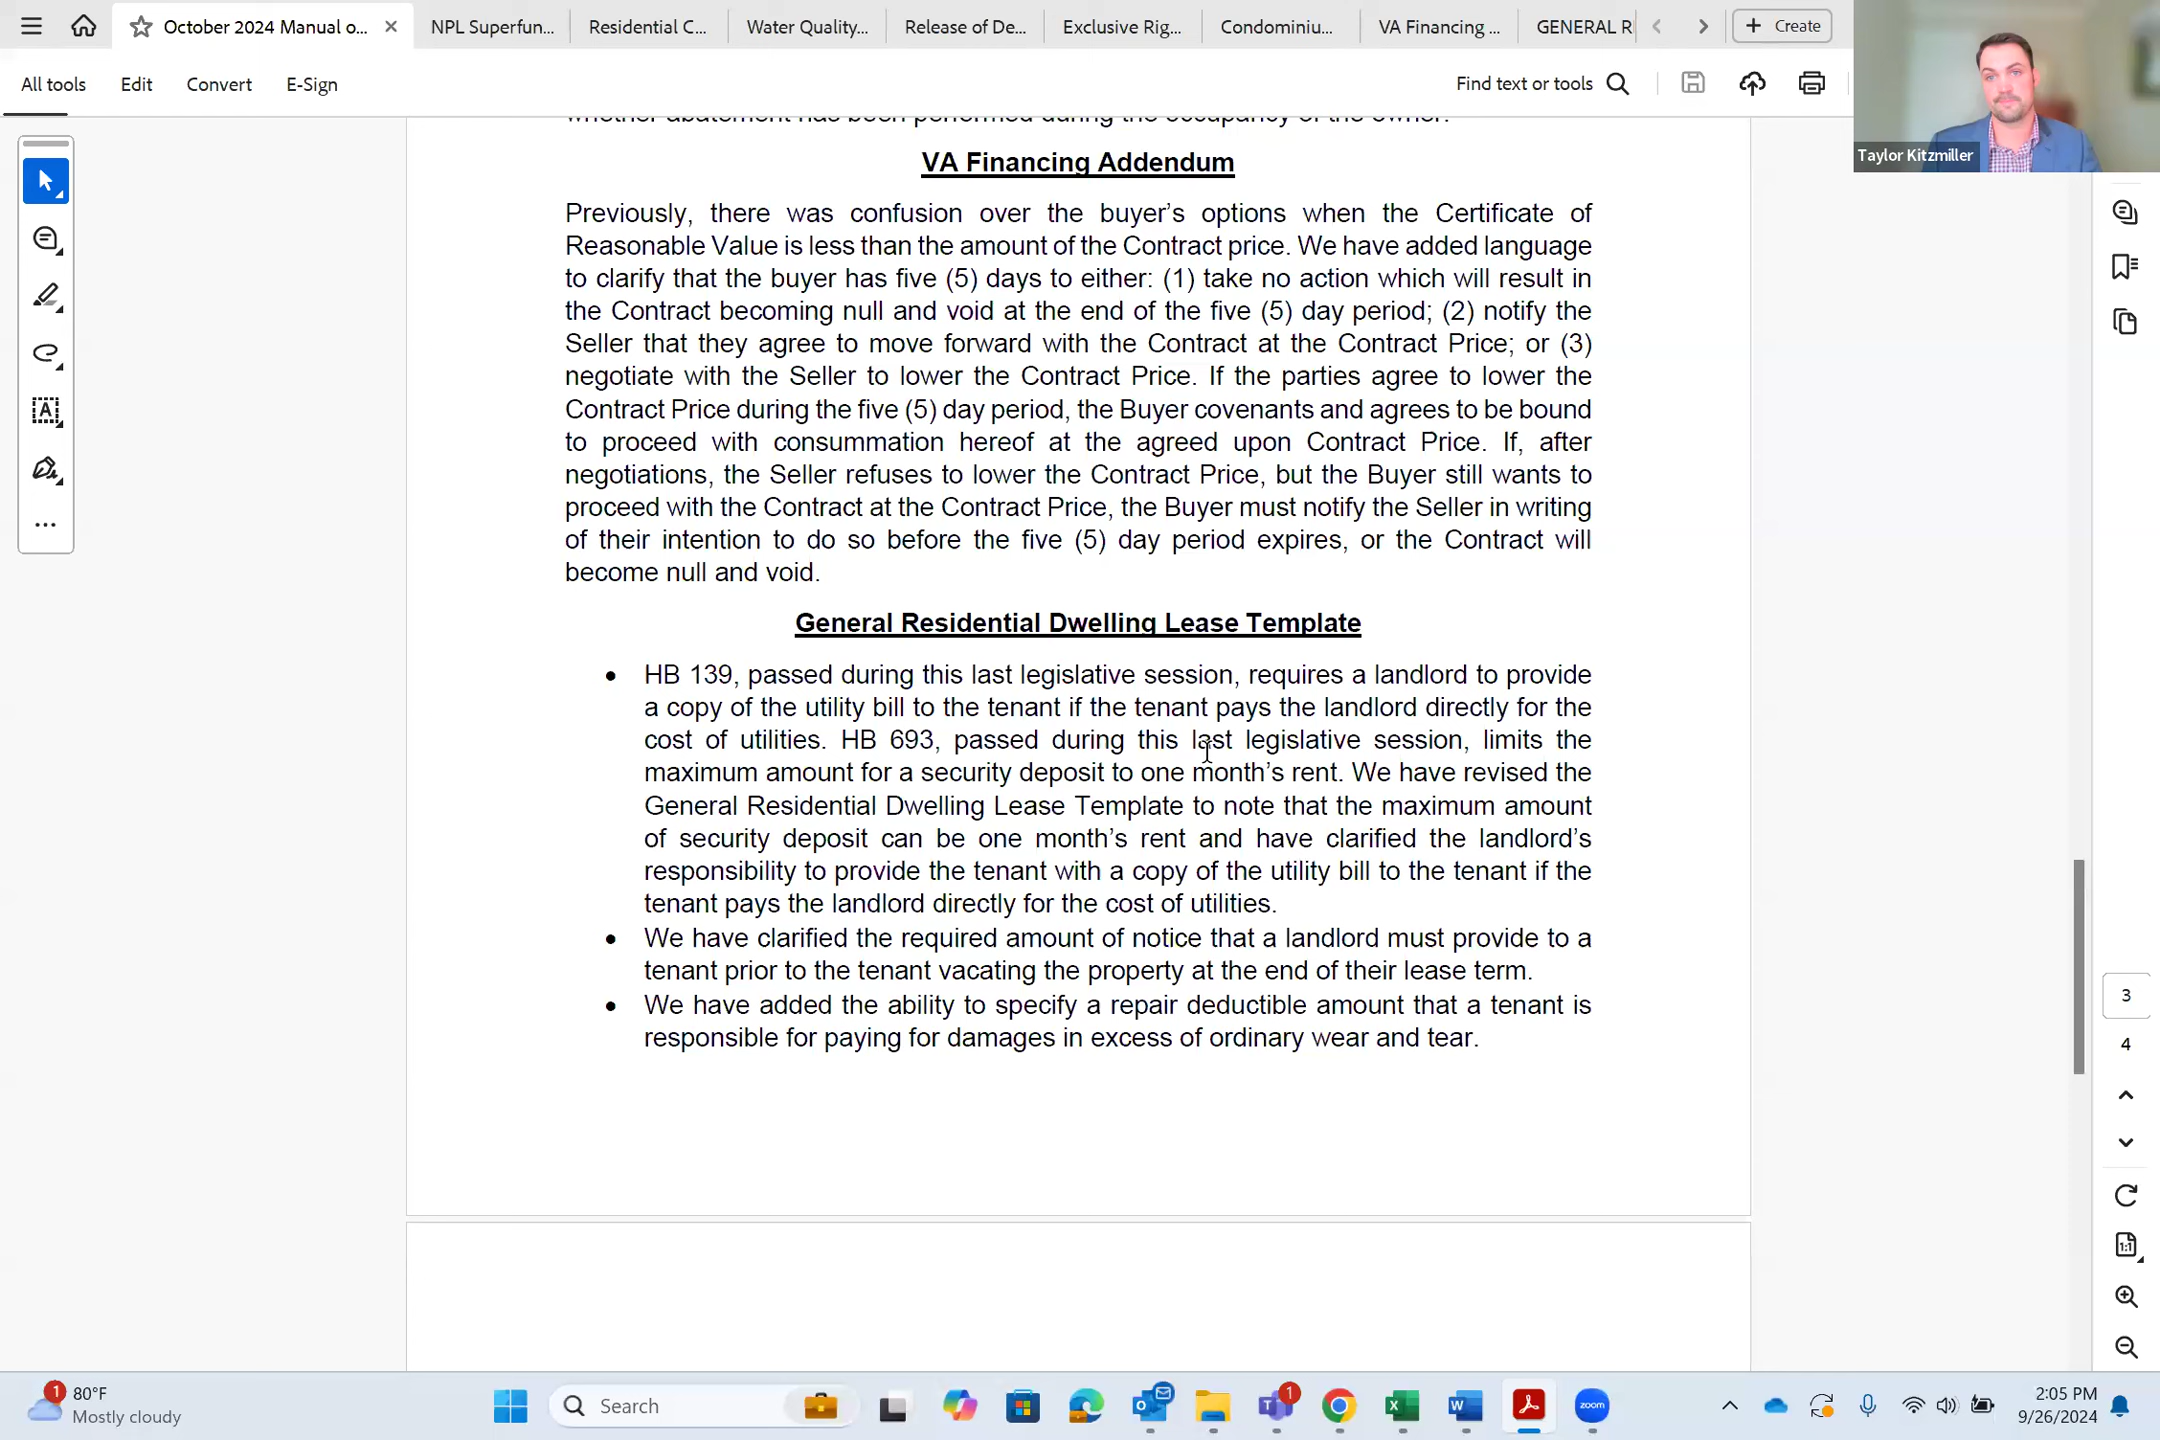 October 2024 Manual o...
NPL Superfun...
Residential C...
Water Quality...
Release of De...
Exclusive Rig...
Condominiu...
VA Financing ...
GENERAL R
Create
All tools
Edit
Convert
E-Sign
Find text or tools
Taylor Kitzmiller
whether abatement has been performed during the occupancy of the owner.
VA Financing Addendum
Previously, there was confusion over the buyer's options when the Certificate of
Reasonable Value is less than the amount of the Contract price. We have added language
to clarify that the buyer has five (5) days to either: (1) take no action which will result in
the Contract becoming null and void at the end of the five (5) day period; (2) notify the
Seller that they agree to move forward with the Contract at the Contract Price; or (3)
negotiate with the Seller to lower the Contract Price. If the parties agree to lower the
Contract Price during the five (5) day period, the Buyer covenants and agrees to be bound
to proceed with consummation hereof at the agreed upon Contract Price. If, after
negotiations, the Seller refuses to lower the Contract Price, but the Buyer still wants to
proceed with the Contract at the Contract Price, the Buyer must notify the Seller in writing
of their intention to do so before the five (5) day period expires, or the Contract will
become null and void.
General Residential Dwelling Lease Template
• HB 139, passed during this last legislative session, requires a landlord to provide
a copy of the utility bill to the tenant if the tenant pays the landlord directly for the
cost of utilities. HB 693, passed during this last legislative session, limits the
maximum amount for a security deposit to one month's rent. We have revised the
General Residential Dwelling Lease Template to note that the maximum amount
of security deposit can be one month's rent and have clarified the landlord's
responsibility to provide the tenant with a copy of the utility bill to the tenant if the
tenant pays the landlord directly for the cost of utilities.
• We have clarified the required amount of notice that a landlord must provide to a
tenant prior to the tenant vacating the property at the end of their lease term.
• We have added the ability to specify a repair deductible amount that a tenant is
responsible for paying for damages in excess of ordinary wear and tear.
3
4
1:1
1
80°F
Mostly cloudy
Search
1
zoom
2:05 PM
9/26/2024